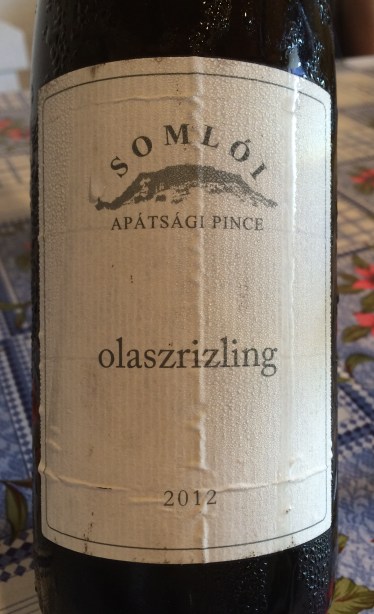 SOMLÓI
APÁTSÁGI PINCE
olaszrizling
2012